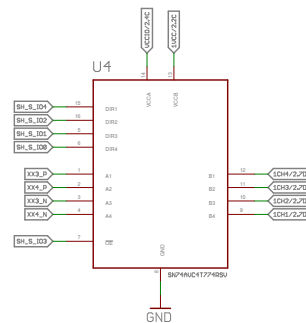 VCCIO/2.4C
1VCC/2.2C
U4
14
13
VCCA
VCCB
SH_S_IO4 15 DIR1
SH_S_IO2 16 DIR2
SH_S_IO1 5 DIR3
SH_S_IO0 6 DIR4
XX3_P 1 A1 B1 12 1CH4/2.7D
XX4_P 2 A2 B2 11 1CH3/2.7D
XX3_N 3 A3 B3 10 1CH2/2.7D
XX4_N 4 A4 B4 9 1CH1/2.7D
SH_S_IO3 7 OE
GND
8
SN74AVC4T774RSV
GND